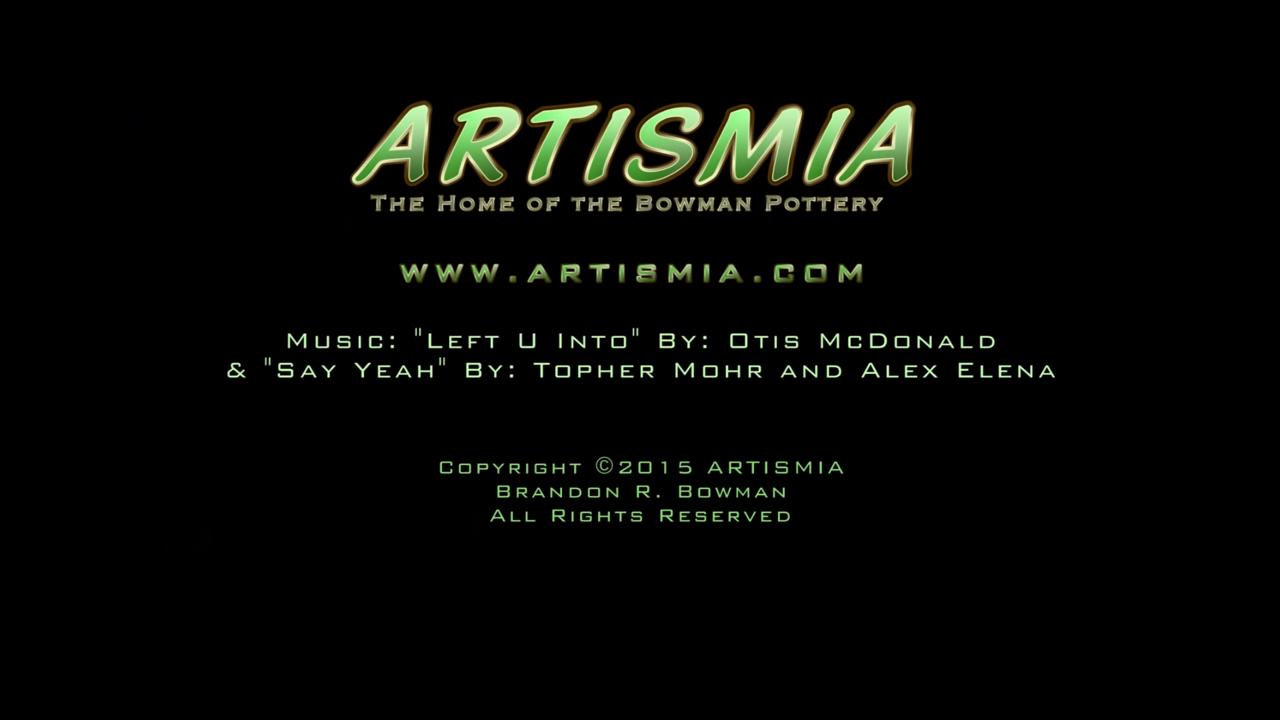 ARTISMIA
The Home of the Bowman Pottery
www.artismia.com
Music: "Left U Into" By: Otis McDonald
& "Say Yeah" By: Topher Mohr and Alex Elena
Copyright ©2015 ARTISMIA
Brandon R. Bowman
All Rights Reserved